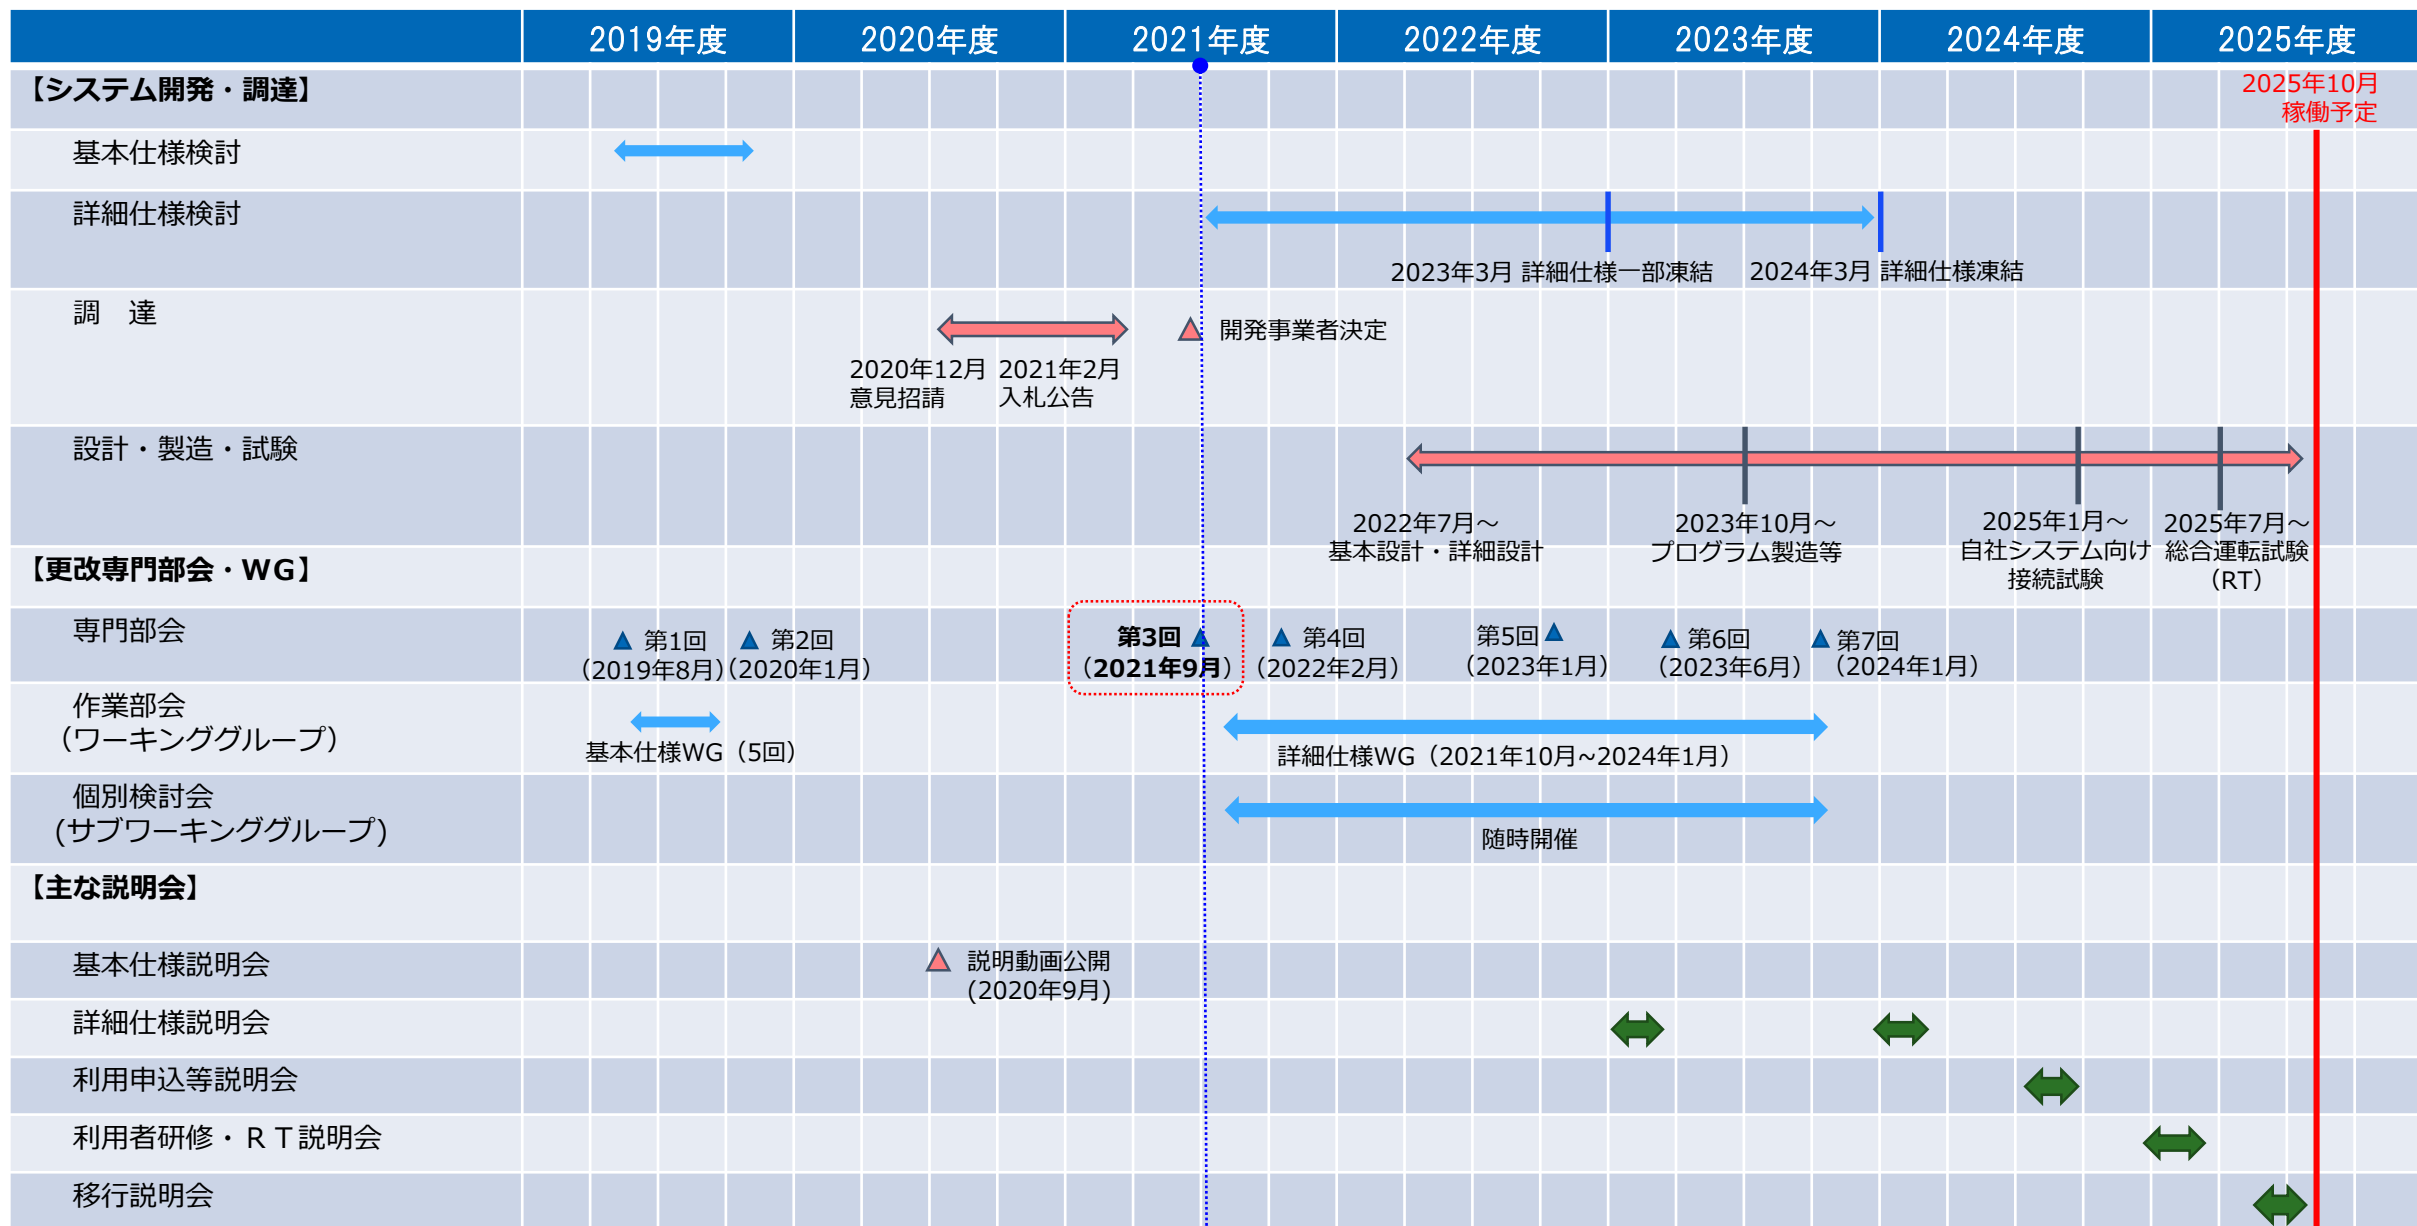 2019年度 2020年度 2021年度 2022年度 2023年度 2024年度 2025年度
【システム開発・調達】
2025年10月
稼働予定
基本仕様検討
詳細仕様検討
2023年3月 詳細仕様一部凍結 2024年3月 詳細仕様凍結
調　達
開発事業者決定
2020年12月
意見招請
2021年2月
入札公告
設計・製造・試験
2022年7月～
基本設計・詳細設計
2023年10月～
プログラム製造等
2025年1月～
自社システム向け
接続試験
2025年7月～
総合運転試験
（RT）
【更改専門部会・WG】
専門部会
第1回
（2019年8月）
第2回
（2020年1月）
第3回
（2021年9月）
第4回
（2022年2月）
第5回
（2023年1月）
第6回
（2023年6月）
第7回
（2024年1月）
作業部会
（ワーキンググループ）
基本仕様WG（5回）
詳細仕様WG（2021年10月~2024年1月）
個別検討会
(サブワーキンググループ)
随時開催
【主な説明会】
基本仕様説明会
説明動画公開
(2020年9月)
詳細仕様説明会
利用申込等説明会
利用者研修・ＲＴ説明会
移行説明会